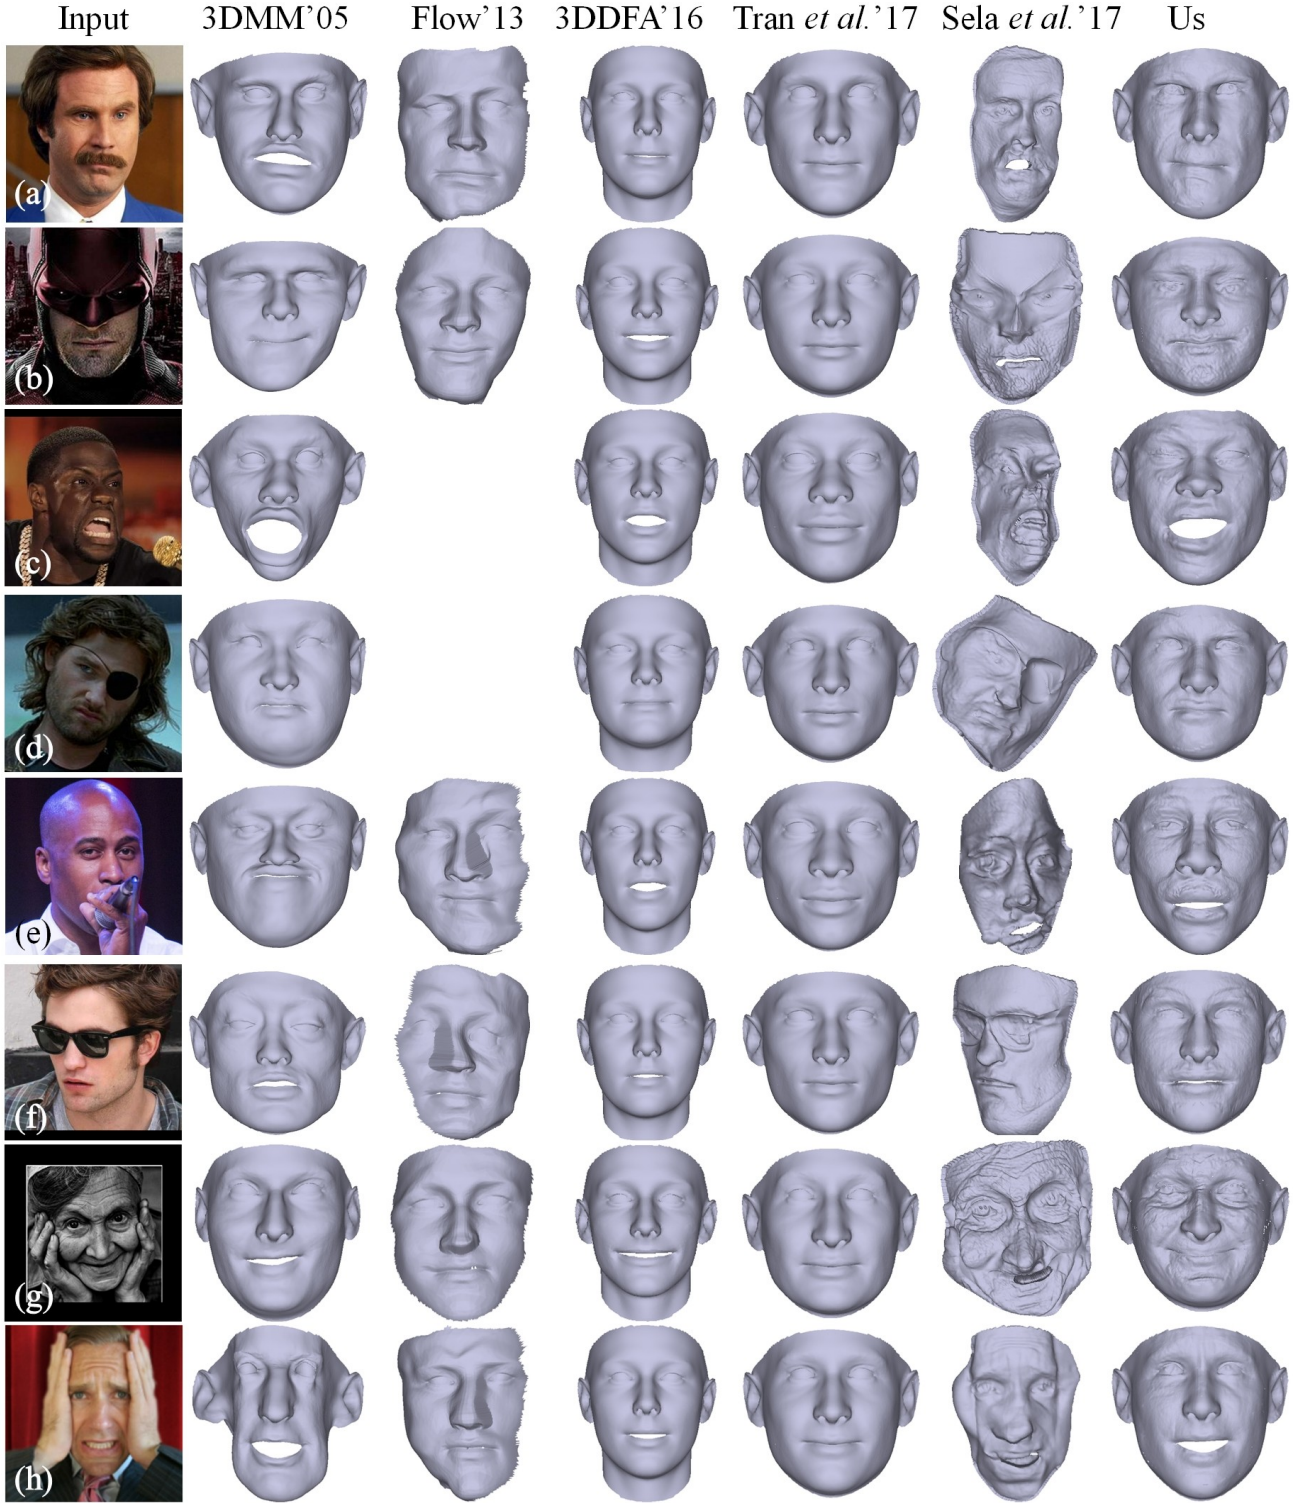 Input 3DMM’05 Flow’13 3DDFA’16 Tran et al.’17 Sela et al.’17 Us
(a)
(b)
(c)
(d)
(e)
(f)
(g)
(h)